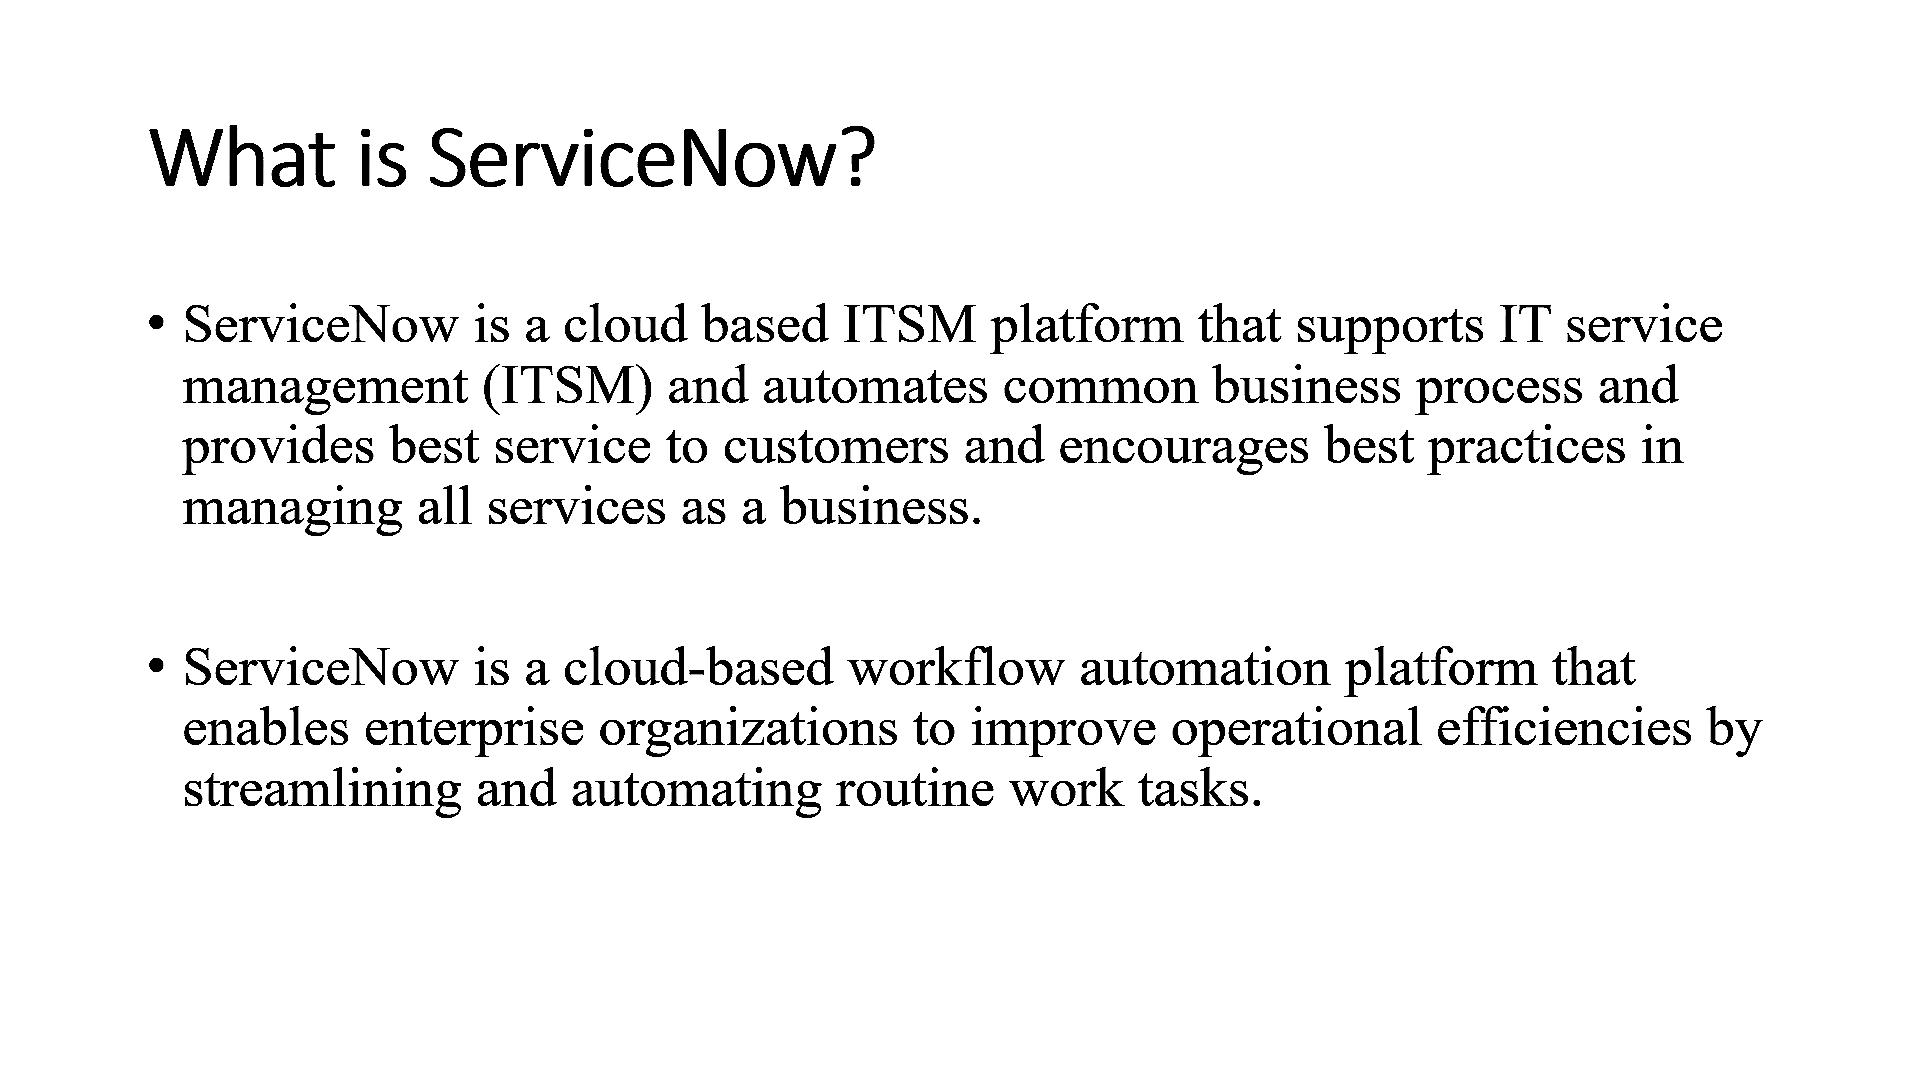 What is ServiceNow?
• ServiceNow is a cloud based ITSM platform that supports IT service
management (ITSM) and automates common business process and
provides best service to customers and encourages best practices in
managing all services as a business.
• ServiceNow is a cloud-based workflow automation platform that
enables enterprise organizations to improve operational efficiencies by
streamlining and automating routine work tasks.